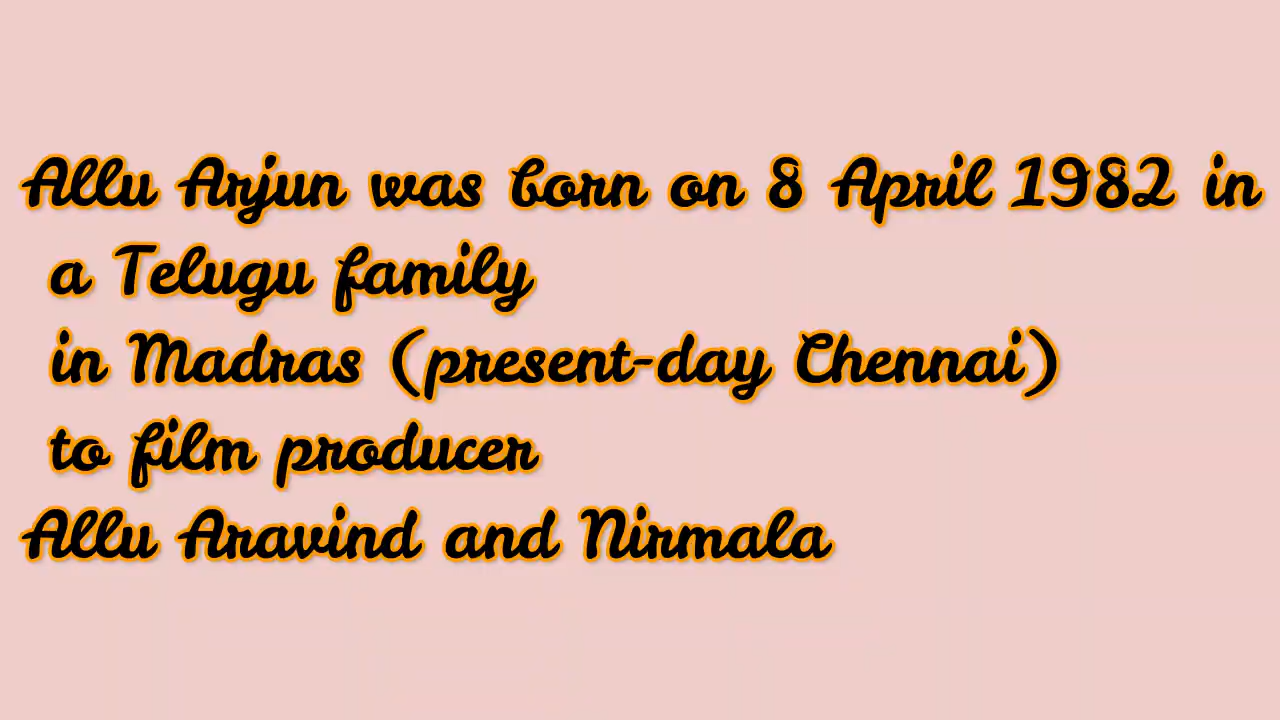 Allu Arjun was born on 8 April 1982 in
a Telugu family
in Madras (present-day Chennai)
to film producer
Allu Aravind and Nirmala